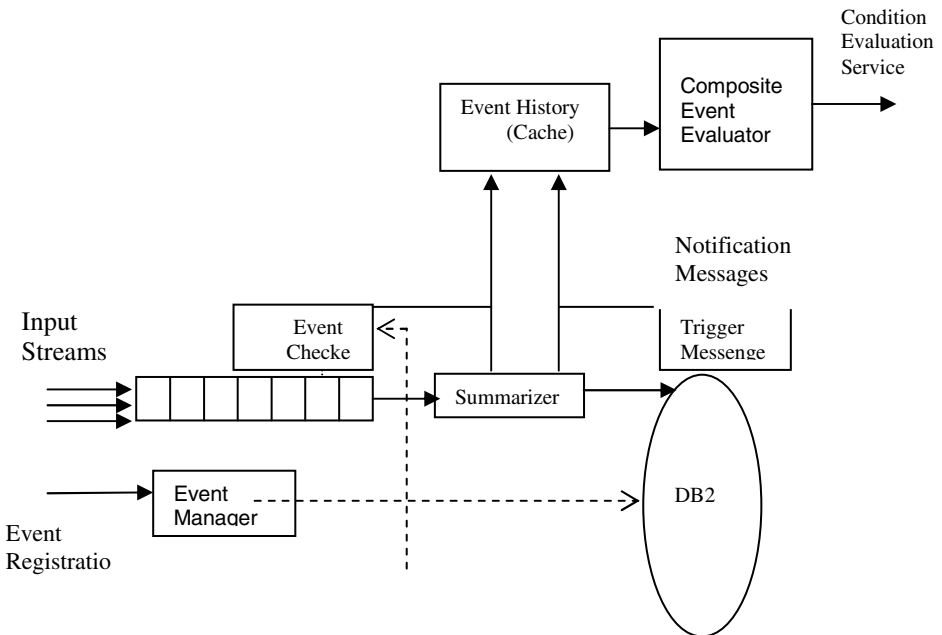 Condition
Evaluation
Service
Composite
Event
Evaluator
Event History
(Cache)
Notification
Messages
Input
Streams
Event
Checke
Trigger
Messenge
Summarizer
Event
Manager
DB2
Event
Registratio